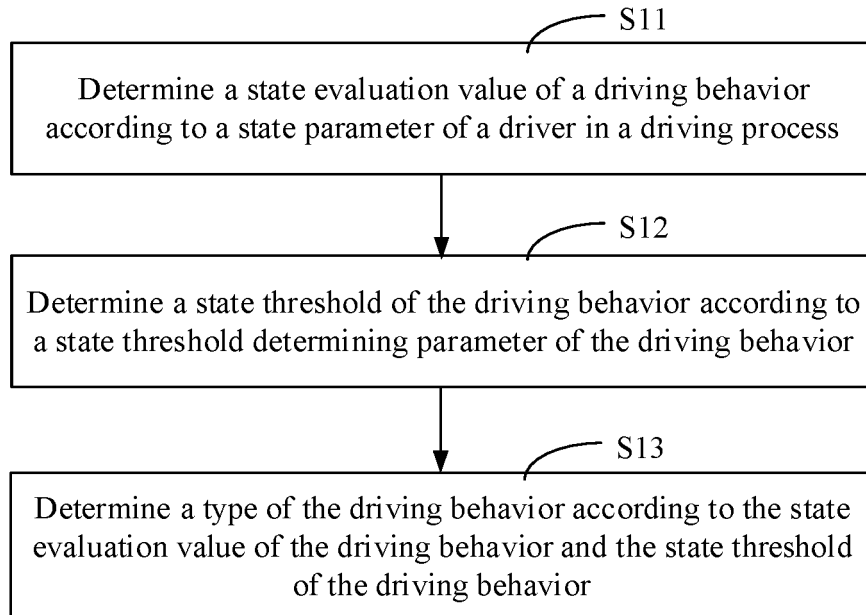 S11
Determine a state evaluation value of a driving behavior
according to a state parameter of a driver in a driving process
S12
Determine a state threshold of the driving behavior according to
a state threshold determining parameter of the driving behavior
S13
Determine a type of the driving behavior according to the state
evaluation value of the driving behavior and the state threshold
of the driving behavior